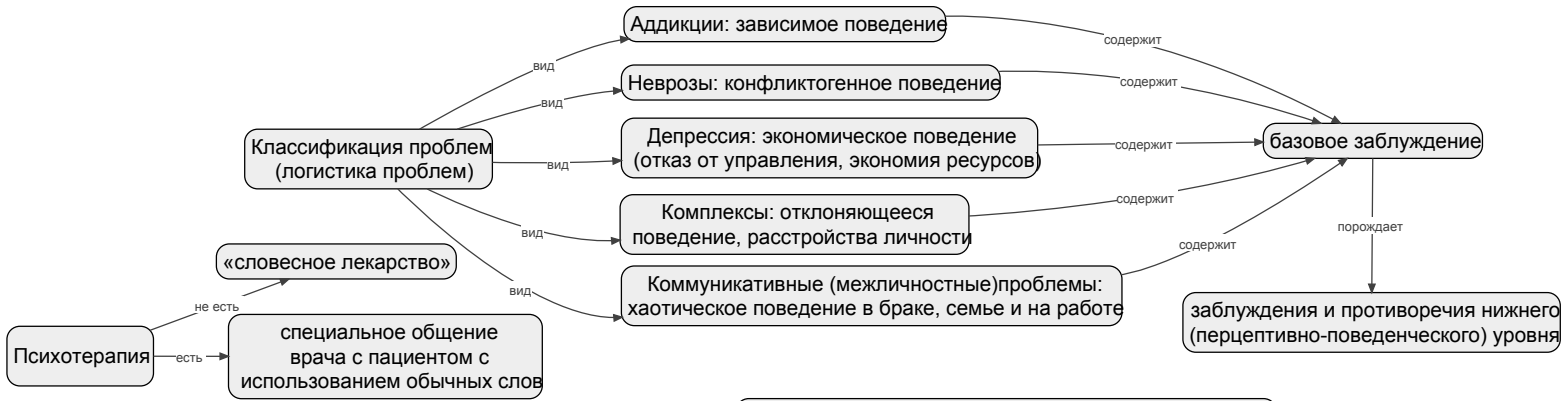 Аддикции: зависимое поведение
содержит
вид
Неврозы: конфликтогенное поведение
содержит
вид
Классификация проблем
(логистика проблем)
вид
Депрессия: экономическое поведение
(отказ от управления, экономия ресурсов)
содержит
базовое заблуждение
Комплексы: отклоняющееся
поведение, расстройства личности
содержит
вид
порождает
содержит
«словесное лекарство»
вид
Коммуникативные (межличностные)проблемы:
хаотическое поведение в браке, семье и на работе
не есть
заблуждения и противоречия нижнего
(перцептивно-поведенческого) уровня
Психотерапия
есть
специальное общение
врача с пациентом с
использованием обычных слов